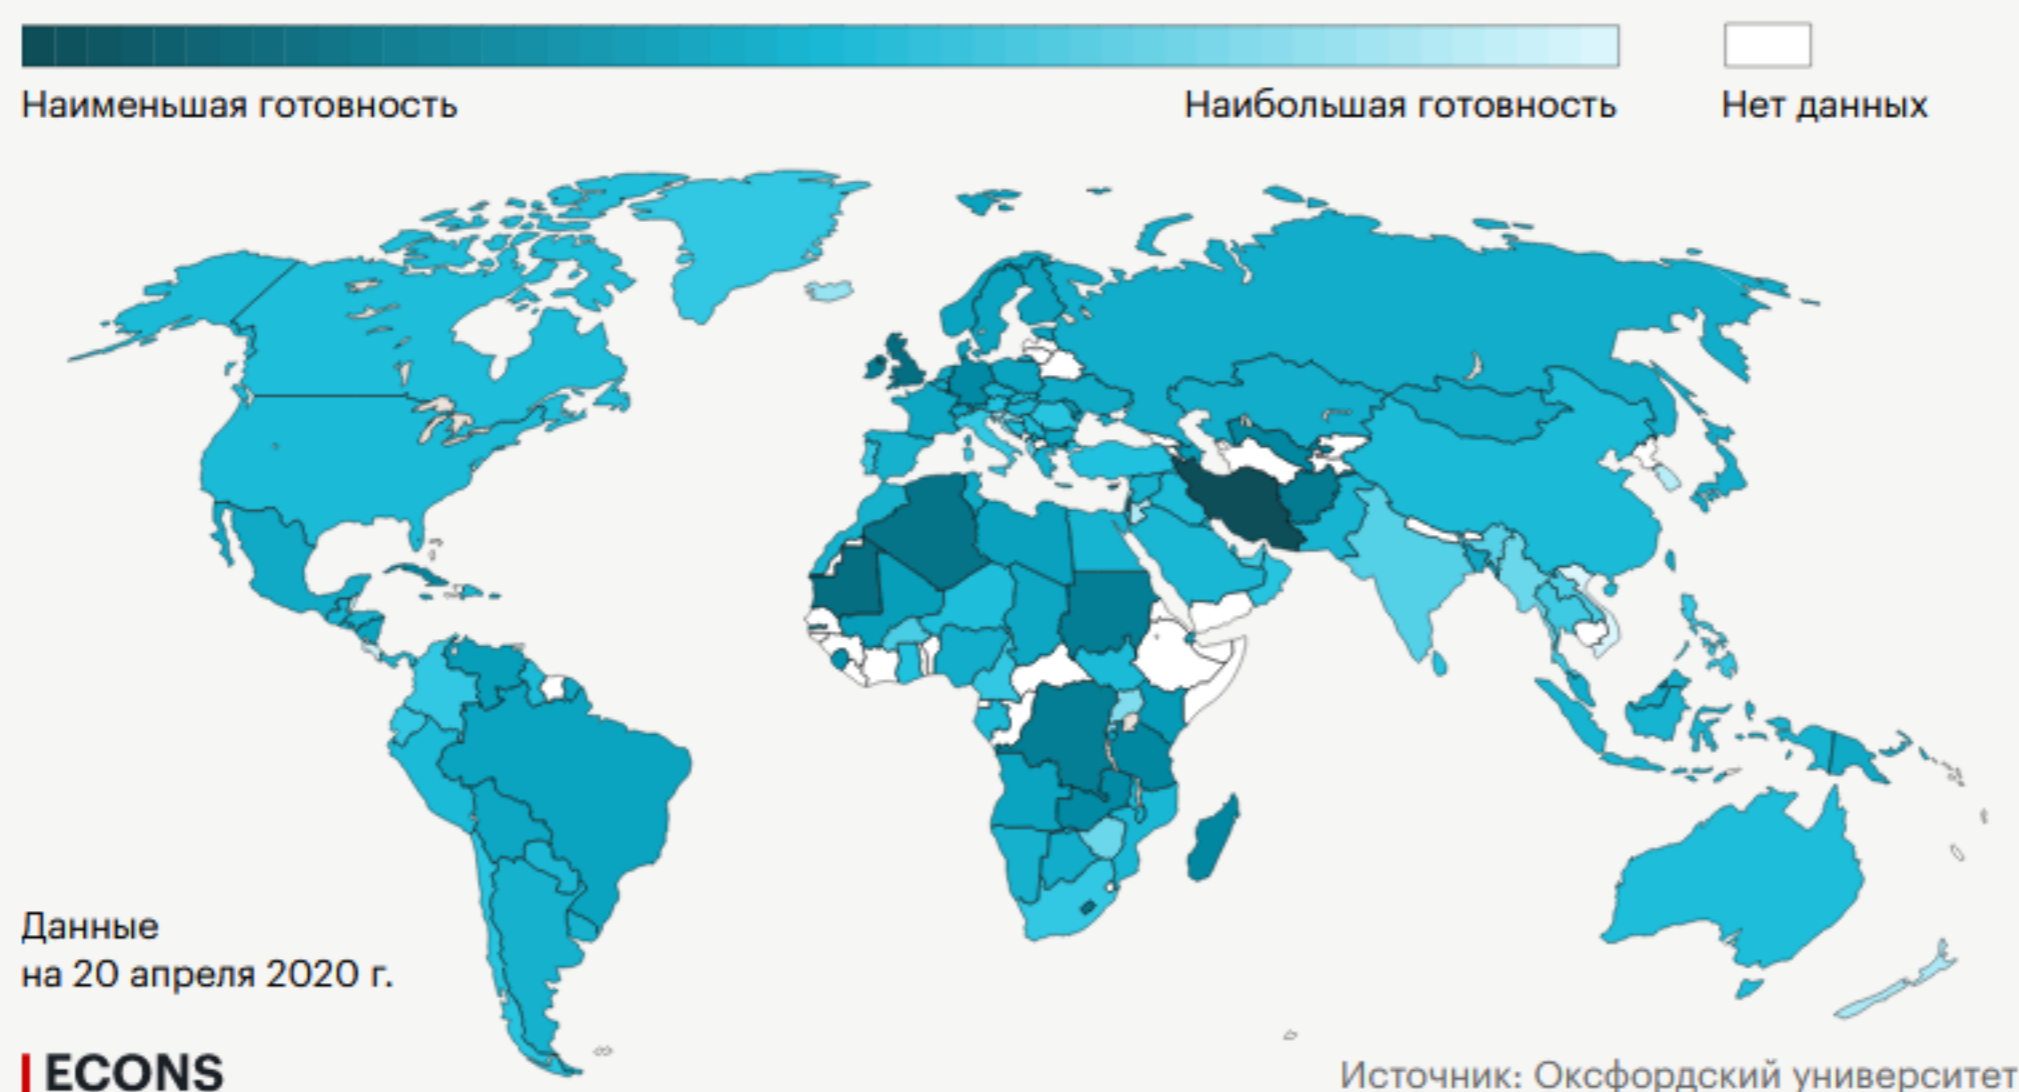 Наименьшая готовность
Наибольшая готовность
Нет данных
Данные
на 20 апреля 2020 г.
ECONS
Источник: Оксфордский университет